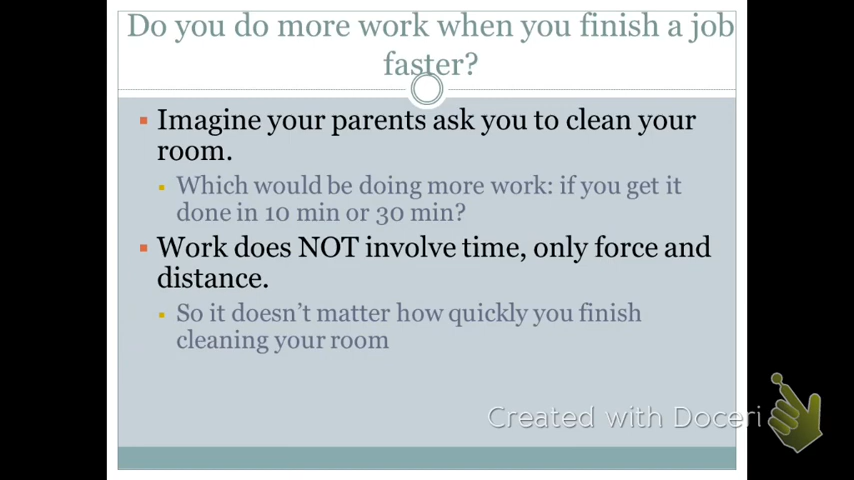 Do you do more work when you finish a job
faster?
Imagine your parents ask you to clean your
room.
Which would be doing more work: if you get it
done in 10 min or 30 min?
Work does NOT involve time, only force and
distance.
So it doesn't matter how quickly you finish
cleaning your room
Created with Doceri